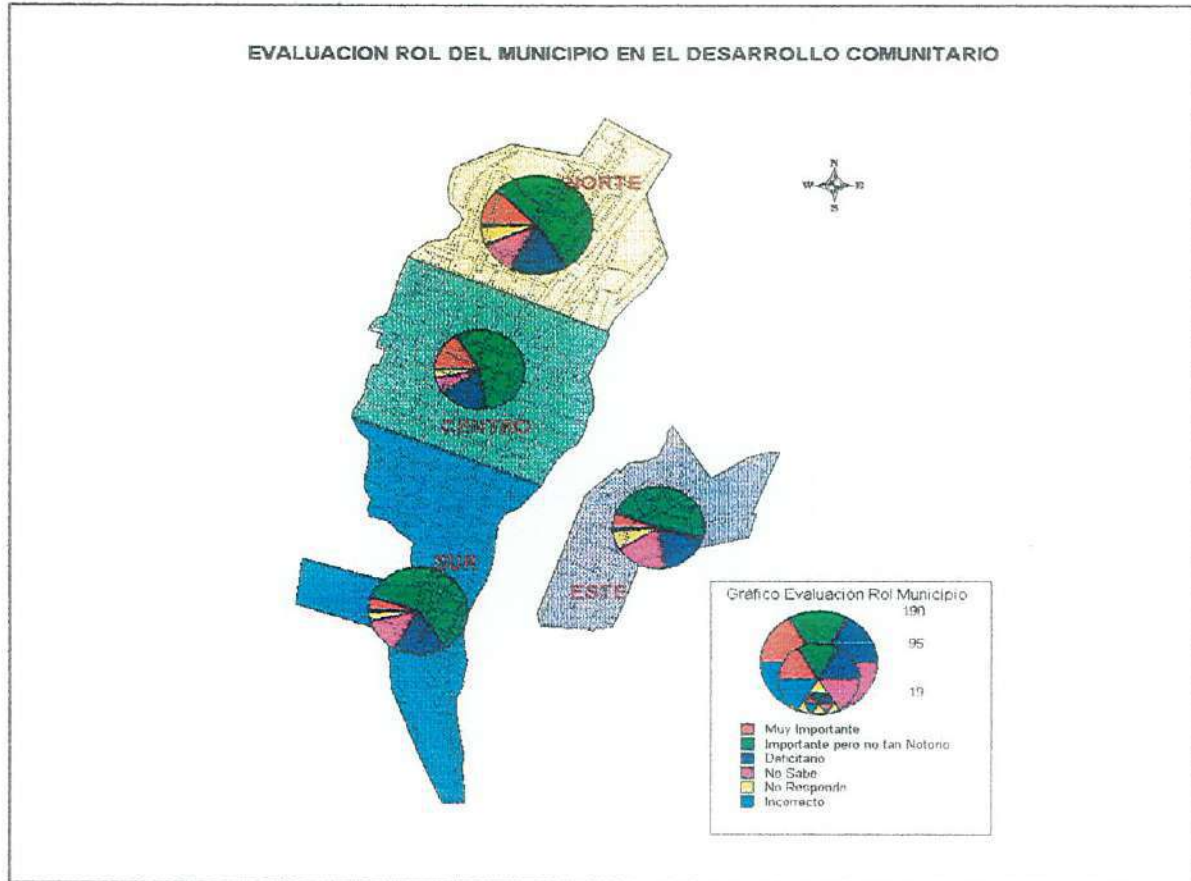 EVALUACION ROL DEL MUNICIPIO EN EL DESARROLLO COMUNITARIO
N
W E
S
NORTE
CENTRO
SUR
ESTE
Gráfico Evaluación Rol Municipio
190
95
19
Muy Importante
Importante pero no tan Notorio
Deficitario
No Sabe
No Responde
Incorrecto